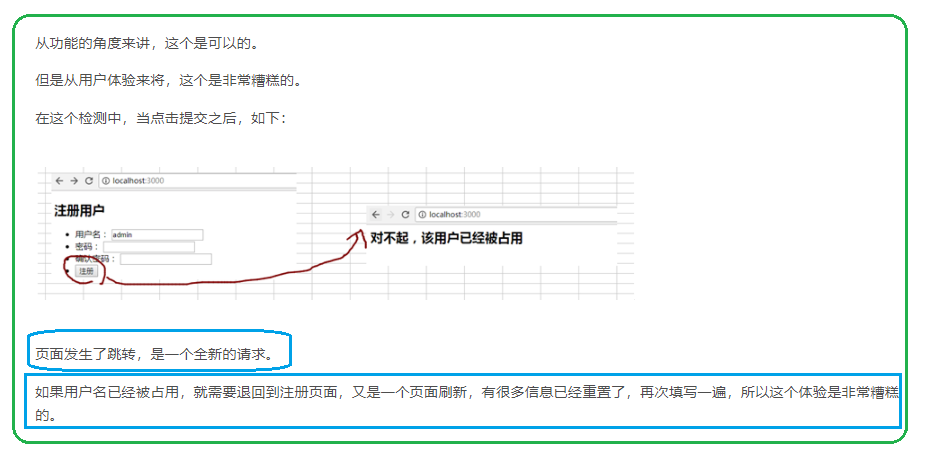 从功能的角度来讲，这个是可以的。
但是从用户体验来将，这个是非常糟糕的。
在这个检测中，当点击提交之后，如下：
localhost:3000
注册用户
用户名： admin
密码：
确认密码：
注册
localhost:3000
对不起，该用户已经被占用
页面发生了跳转，是一个全新的请求。
如果用户名已经被占用，就需要退回到注册页面，又是一个页面刷新，有很多信息已经重置了，再次填写一遍，所以这个体验是非常糟糕
的。